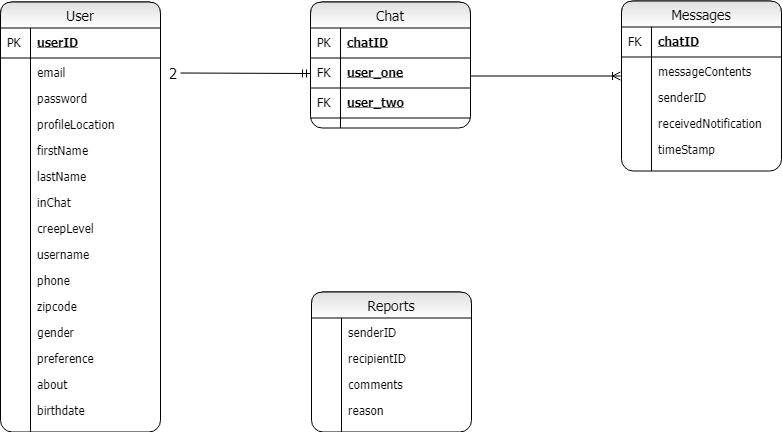 User
PK userID
email
password
profileLocation
firstName
lastName
inChat
creepLevel
username
phone
zipcode
gender
preference
about
birthdate
2
Chat
PK chatID
FK user_one
FK user_two
Messages
FK chatID
messageContents
senderID
receivedNotification
timeStamp
Reports
senderID
recipientID
comments
reason